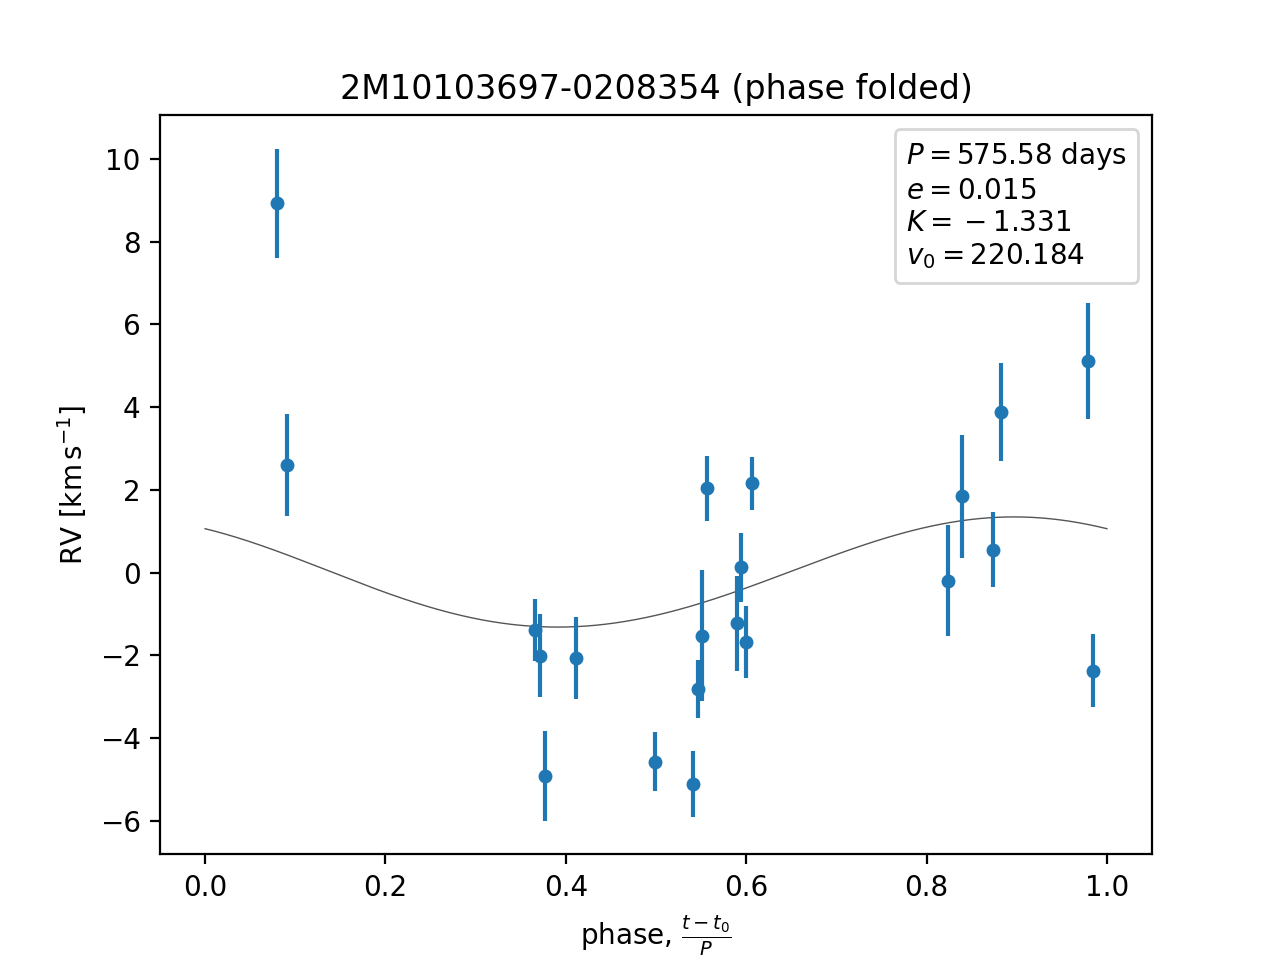 2M10103697-0208354 (phase folded)
P = 575.58 days
e = 0.015
K = −1.331
v₀ = 220.184
10
8
6
4
2
0
−2
−4
−6
RV [km s⁻¹]
0.0 0.2 0.4 0.6 0.8 1.0
phase, (t − t₀)/P